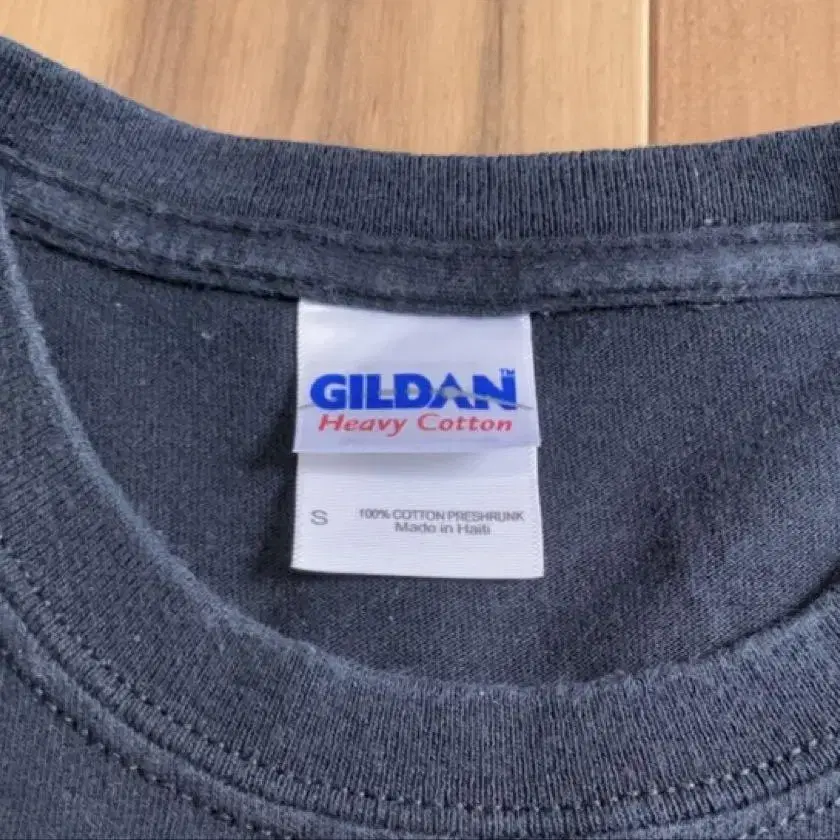 GILDAN™
Heavy Cotton
S 100% COTTON PRESHRUNK
Made in Haiti